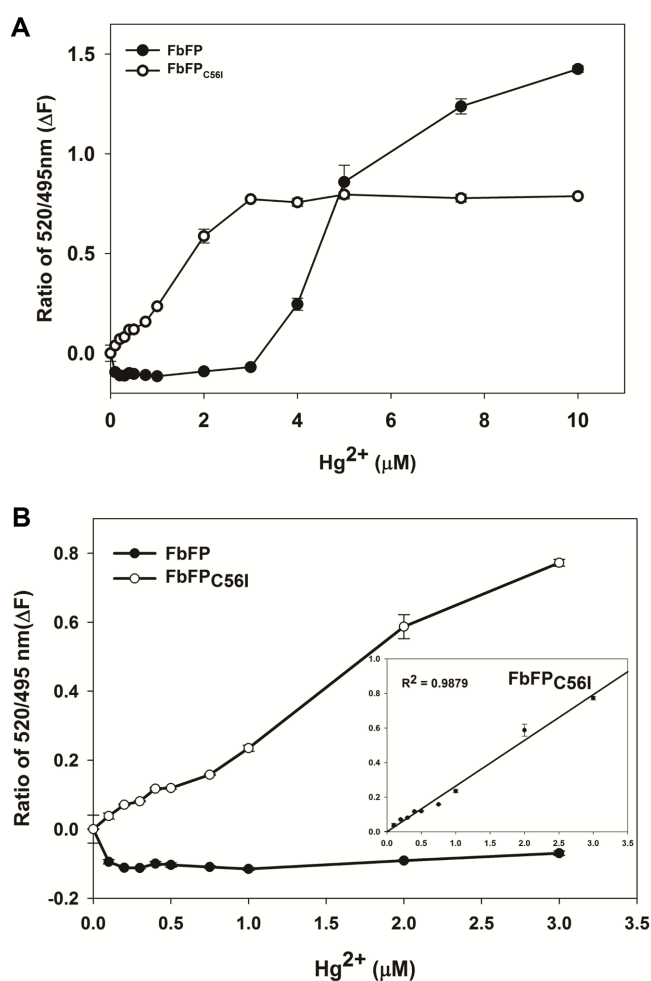 A
FbFP
FbFP_C56I
Ratio of 520/495nm (ΔF)
1.5
1.0
0.5
0.0
0 2 4 6 8 10
Hg2+ (μM)
B
FbFP
FbFPC56I
Ratio of 520/495 nm(ΔF)
0.8
0.6
0.4
0.2
0.0
-0.2
R2 = 0.9879
FbFPC56I
1.0
0.8
0.6
0.4
0.2
0.0
0.0 0.5 1.0 1.5 2.0 2.5 3.0 3.5
0.0 0.5 1.0 1.5 2.0 2.5 3.0 3.5
Hg2+ (μM)